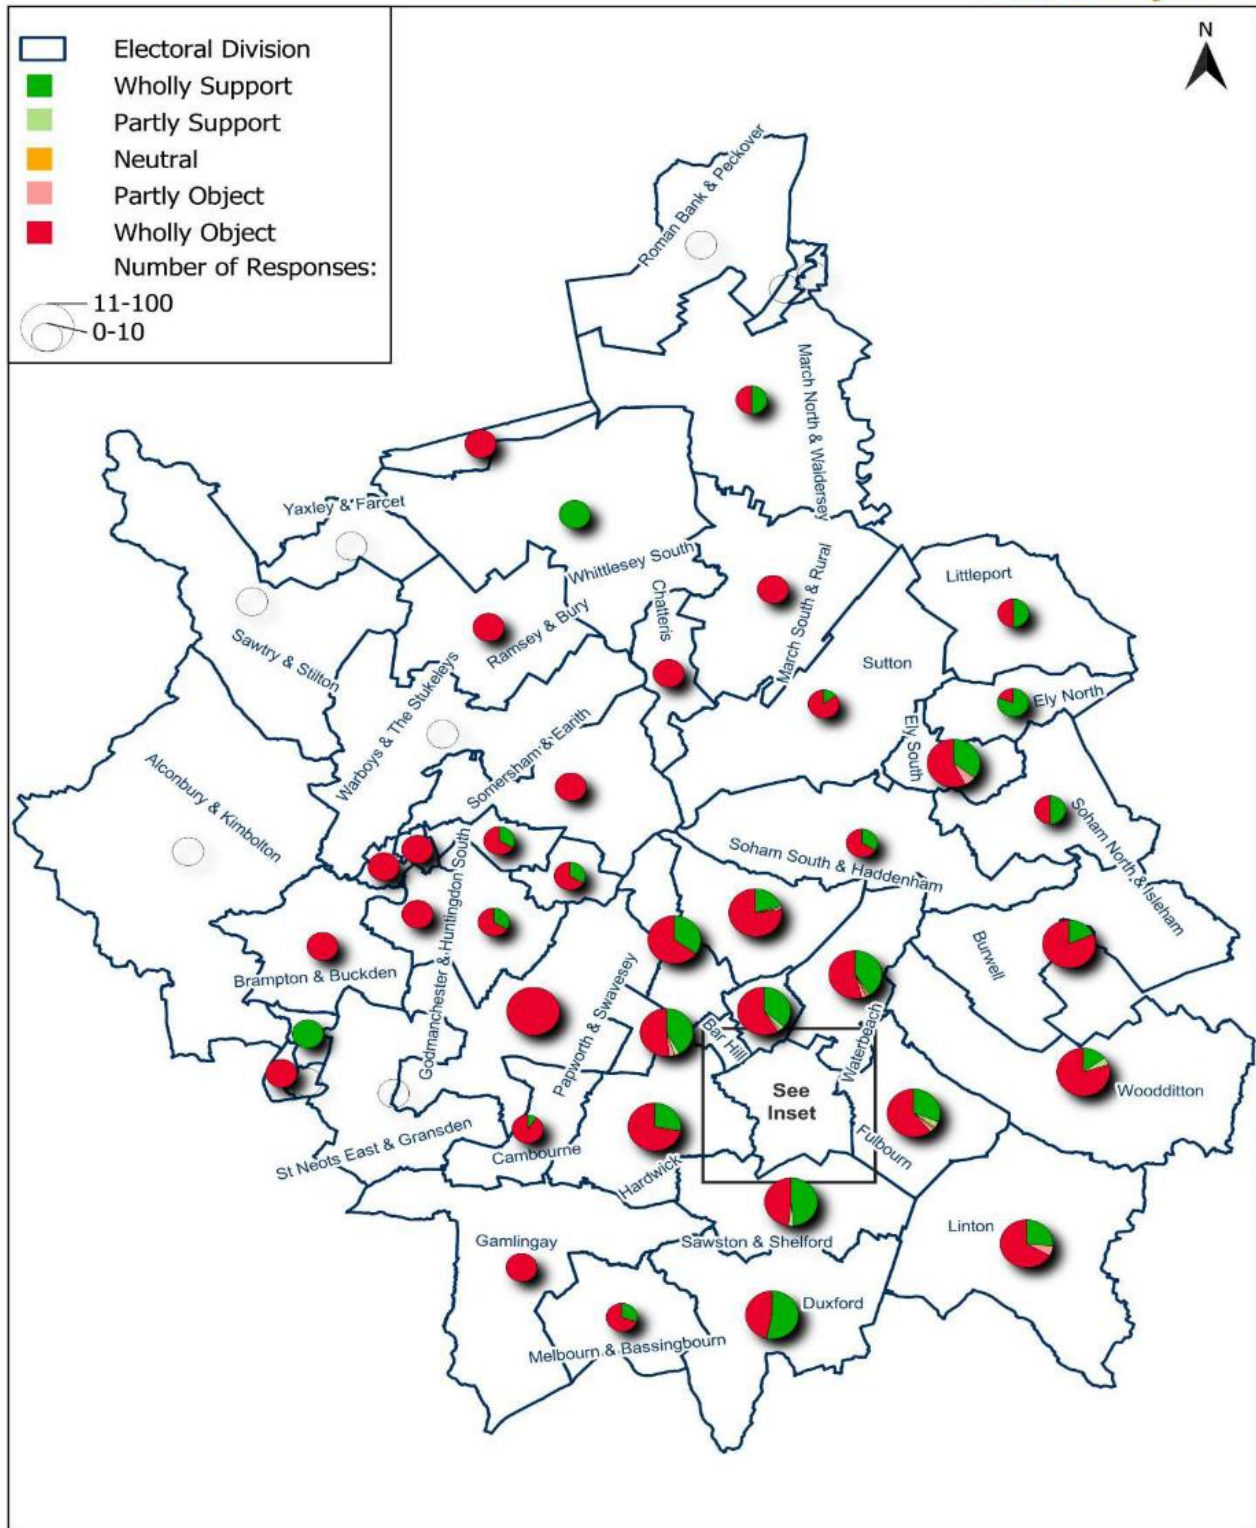 Electoral Division
Wholly Support
Partly Support
Neutral
Partly Object
Wholly Object
Number of Responses:
11-100
0-10
N
Roman Bank & Peckover
March North & Waldersey
Yaxley & Farcet
Whittlesey South
Chatteris
March South & Rural
Littleport
Ramsey & Bury
Sawtry & Stilton
Sutton
Ely North
Ely South
Warboys & The Stukeleys
Somersham & Earith
Alconbury & Kimbolton
Soham North & Isleham
Soham South & Haddenham
Godmanchester & Huntingdon South
Burwell
Brampton & Buckden
Papworth & Swavesey
Bar Hill
Waterbeach
See
Inset
Woodditton
Fulbourn
St Neots East & Gransden
Cambourne
Hardwick
Linton
Gamlingay
Sawston & Shelford
Duxford
Melbourn & Bassingbourn